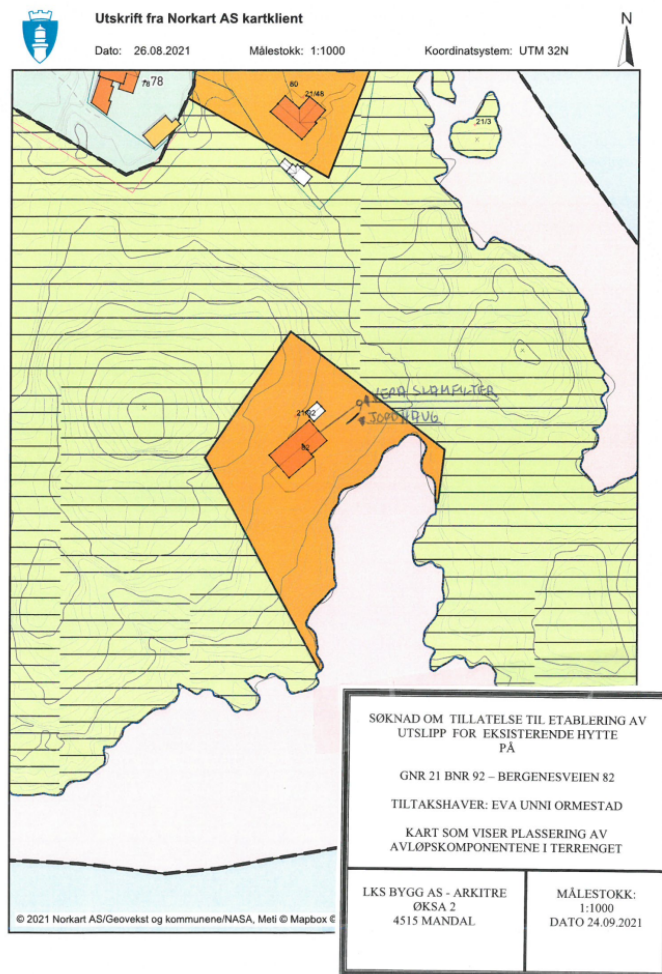 Utskrift fra Norkart AS kartklient
N
Dato: 26.08.2021 Målestokk: 1:1000 Koordinatsystem: UTM 32N
78
80
21/48
21/3
21/92
SLAMFILTER
JORDHAUG
82
SØKNAD OM TILLATELSE TIL ETABLERING AV
UTSLIPP FOR EKSISTERENDE HYTTE
PÅ
GNR 21 BNR 92 – BERGENESVEIEN 82
TILTAKSHAVER: EVA UNNI ORMESTAD
KART SOM VISER PLASSERING AV
AVLØPSKOMPONENTENE I TERRENGET
LKS BYGG AS - ARKITRE
ØKSA 2
4515 MANDAL
MÅLESTOKK:
1:1000
DATO 24.09.2021
© 2021 Norkart AS/Geovekst og kommunene/NASA, Meti © Mapbox ©